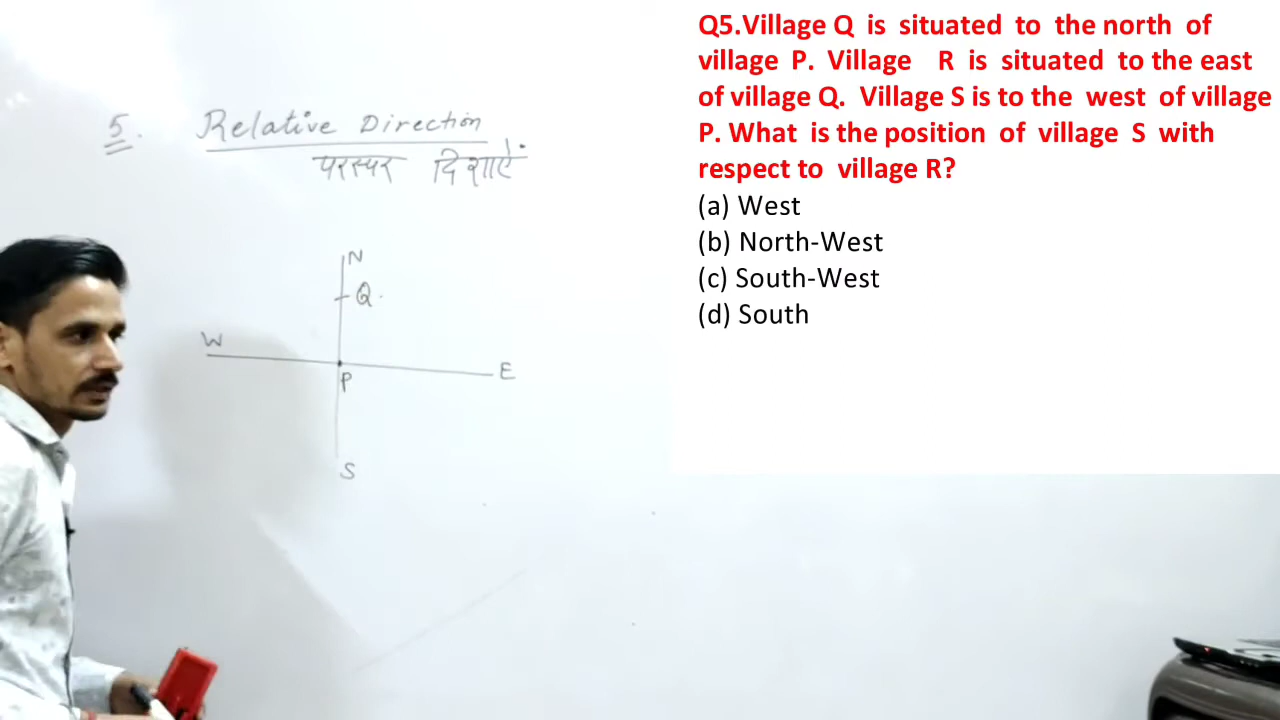 5. Relative Direction
परस्पर दिशाएं
N
Q.
W
E
P
S
Q5.Village Q is situated to the north of
village P. Village R is situated to the east
of village Q. Village S is to the west of village
P. What is the position of village S with
respect to village R?
(a) West
(b) North-West
(c) South-West
(d) South